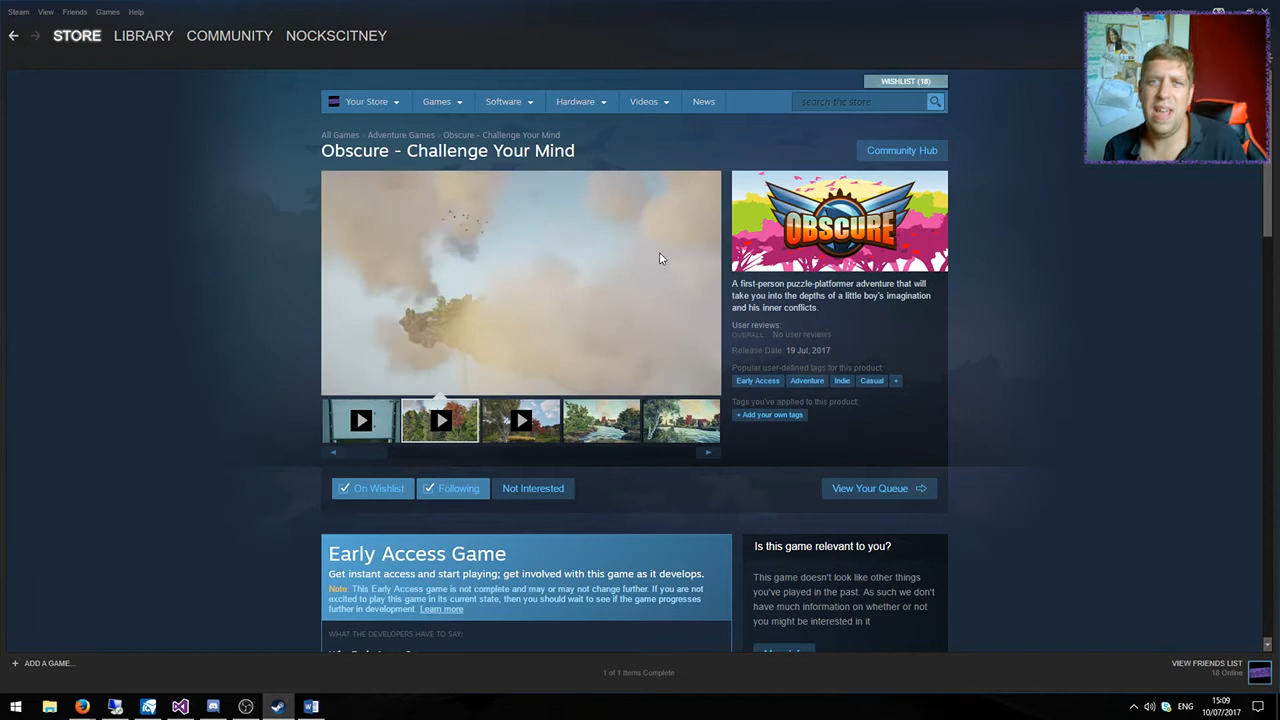 Steam View Friends Games Help
STORE LIBRARY COMMUNITY NOCKSCITNEY
WISHLIST (18)
Your Store Games Software Hardware Videos News search the store
All Games > Adventure Games > Obscure - Challenge Your Mind
Obscure - Challenge Your Mind
Community Hub
OBSCURE
A first-person puzzle-platformer adventure that will
take you into the depths of a little boy's imagination
and his inner conflicts.
User reviews:
OVERALL: No user reviews
Release Date: 19 Jul, 2017
Popular user-defined tags for this product:
Early Access Adventure Indie Casual +
Tags you've applied to this product:
+ Add your own tags
On Wishlist Following Not Interested View Your Queue
Early Access Game
Get instant access and start playing; get involved with this game as it develops.
Note: This Early Access game is not complete and may or may not change further. If you are not
excited to play this game in its current state, then you should wait to see if the game progresses
further in development. Learn more
WHAT THE DEVELOPERS HAVE TO SAY:
Is this game relevant to you?
This game doesn't look like other things
you've played in the past. As such we don't
have much information on whether or not
you might be interested in it
+ ADD A GAME...
1 of 1 Items Complete
VIEW FRIENDS LIST
18 Online
ENG
15:09
10/07/2017